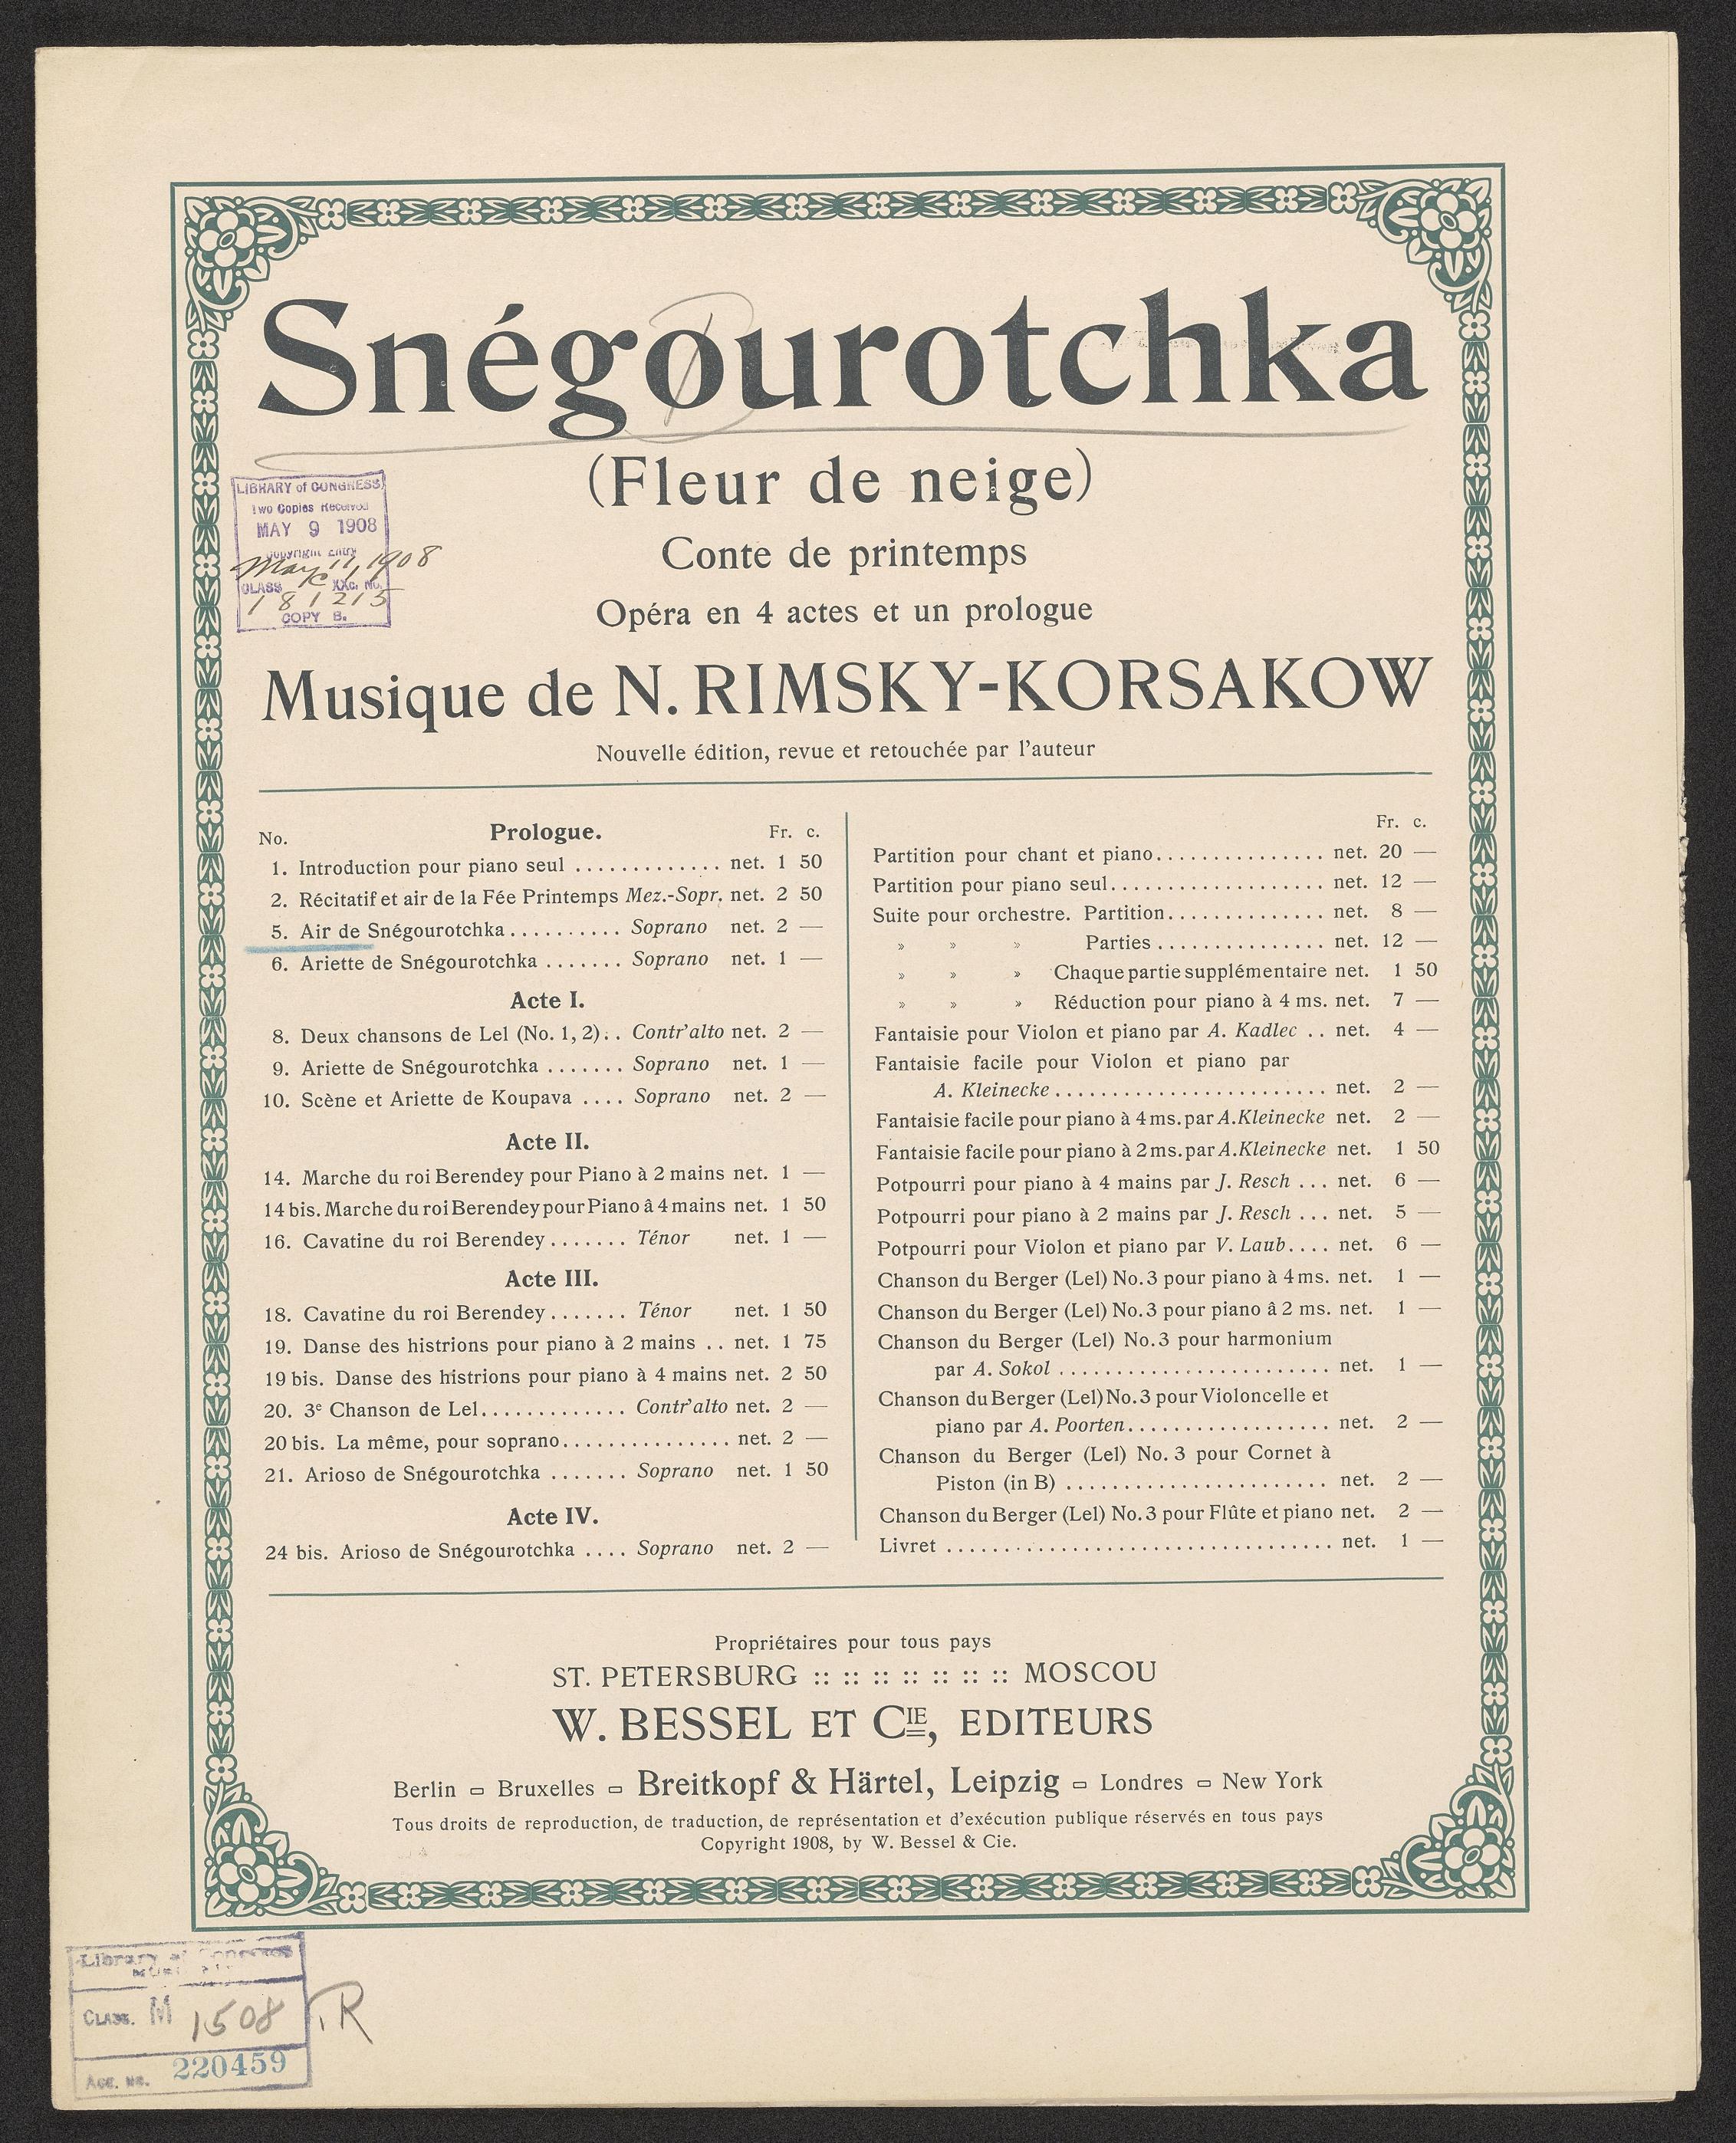 Snégourotchka
(Fleur de neige)
Conte de printemps
Opéra en 4 actes et un prologue
Musique de N. RIMSKY-KORSAKOW
Nouvelle édition, revue et retouchée par l'auteur
LIBRARY of CONGRESS
Two Copies Received
MAY 9 1908
Copyright Entry
May 11, 1908
CLASS C XXc. No.
181215
COPY B.
No. Prologue. Fr. c.
1. Introduction pour piano seul ............. net. 1 50
2. Récitatif et air de la Fée Printemps Mez.-Sopr. net. 2 50
5. Air de Snégourotchka .......... Soprano net. 2 —
6. Ariette de Snégourotchka ....... Soprano net. 1 —
Acte I.
8. Deux chansons de Lel (No. 1, 2) .. Contr'alto net. 2 —
9. Ariette de Snégourotchka ....... Soprano net. 1 —
10. Scène et Ariette de Koupava .... Soprano net. 2 —
Acte II.
14. Marche du roi Berendey pour Piano à 2 mains net. 1 —
14 bis. Marche du roi Berendey pour Piano â 4 mains net. 1 50
16. Cavatine du roi Berendey ....... Ténor net. 1 —
Acte III.
18. Cavatine du roi Berendey ....... Ténor net. 1 50
19. Danse des histrions pour piano à 2 mains .. net. 1 75
19 bis. Danse des histrions pour piano à 4 mains net. 2 50
20. 3e Chanson de Lel ............. Contr'alto net. 2 —
20 bis. La même, pour soprano ............... net. 2 —
21. Arioso de Snégourotchka ....... Soprano net. 1 50
Acte IV.
24 bis. Arioso de Snégourotchka .... Soprano net. 2 —
Fr. c.
Partition pour chant et piano ............... net. 20 —
Partition pour piano seul ................... net. 12 —
Suite pour orchestre. Partition .............. net. 8 —
» » » Parties ............... net. 12 —
» » » Chaque partie supplémentaire net. 1 50
» » » Réduction pour piano à 4 ms. net. 7 —
Fantaisie pour Violon et piano par A. Kadlec .. net. 4 —
Fantaisie facile pour Violon et piano par
A. Kleinecke ........................ net. 2 —
Fantaisie facile pour piano à 4 ms. par A. Kleinecke net. 2 —
Fantaisie facile pour piano à 2 ms. par A. Kleinecke net. 1 50
Potpourri pour piano à 4 mains par J. Resch ... net. 6 —
Potpourri pour piano à 2 mains par J. Resch ... net. 5 —
Potpourri pour Violon et piano par V. Laub .... net. 6 —
Chanson du Berger (Lel) No. 3 pour piano à 4 ms. net. 1 —
Chanson du Berger (Lel) No. 3 pour piano â 2 ms. net. 1 —
Chanson du Berger (Lel) No. 3 pour harmonium
par A. Sokol ........................ net. 1 —
Chanson du Berger (Lel) No. 3 pour Violoncelle et
piano par A. Poorten .................. net. 2 —
Chanson du Berger (Lel) No. 3 pour Cornet à
Piston (in B) ....................... net. 2 —
Chanson du Berger (Lel) No. 3 pour Flûte et piano net. 2 —
Livret .................................. net. 1 —
Propriétaires pour tous pays
ST. PETERSBURG :: :: :: :: :: :: :: MOSCOU
W. BESSEL ET CIE, EDITEURS
Berlin ▭ Bruxelles ▭ Breitkopf & Härtel, Leipzig ▭ Londres ▭ New York
Tous droits de reproduction, de traduction, de représentation et d'exécution publique réservés en tous pays
Copyright 1908, by W. Bessel & Cie.
Library of Congress
CLASS. M 1508 .R
Acc. No. 220459